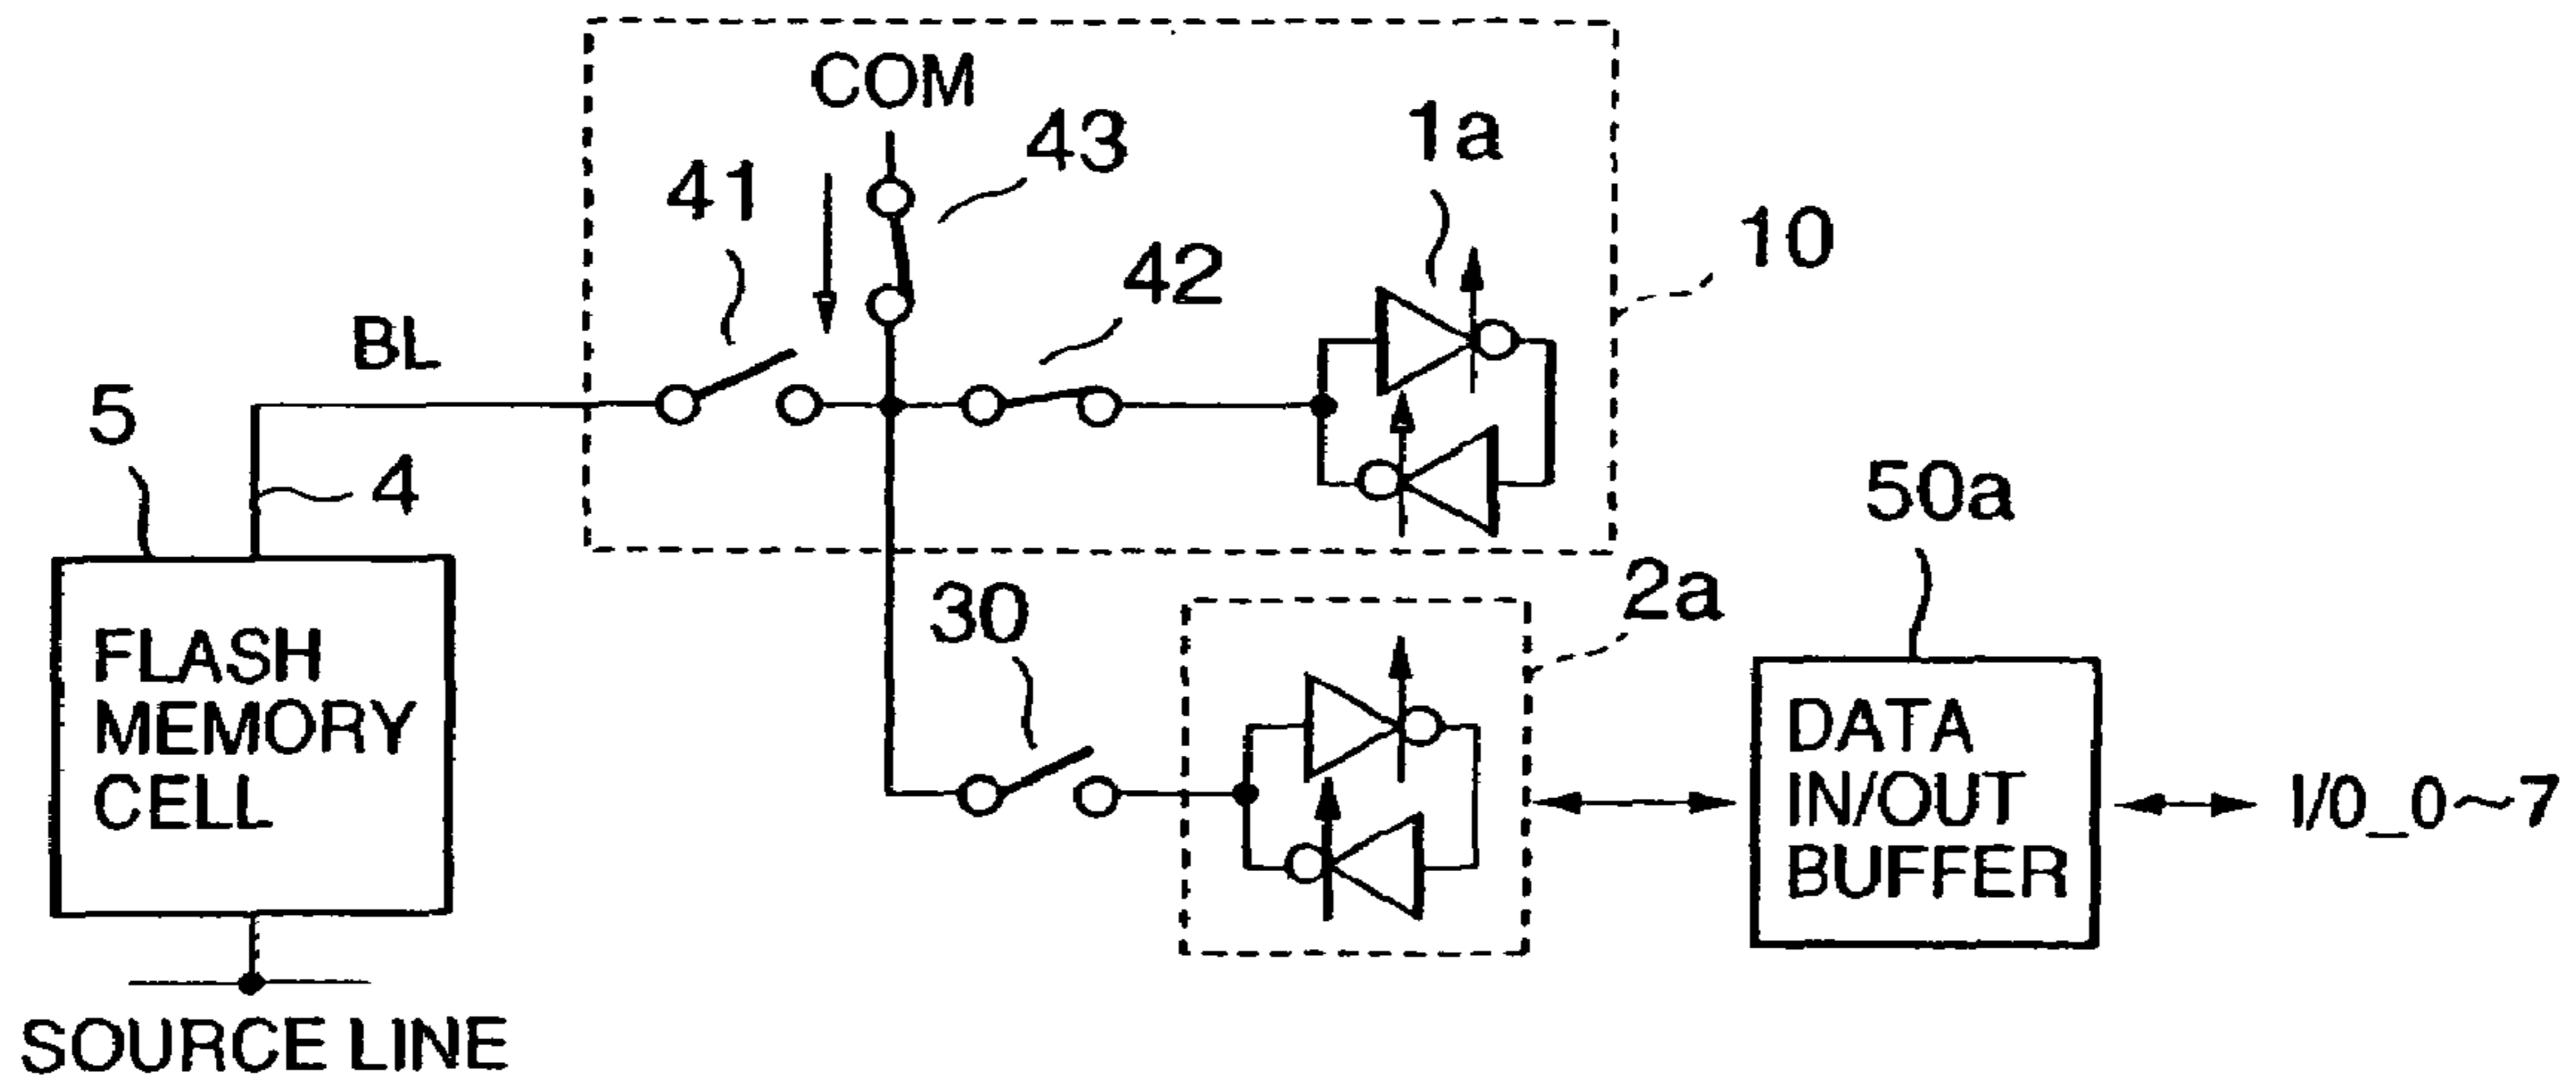 COM
43
1a
41
10
42
BL
5
4
50a
2a
30
FLASH
MEMORY
CELL
DATA
IN/OUT
BUFFER
I/0_0~7
SOURCE LINE